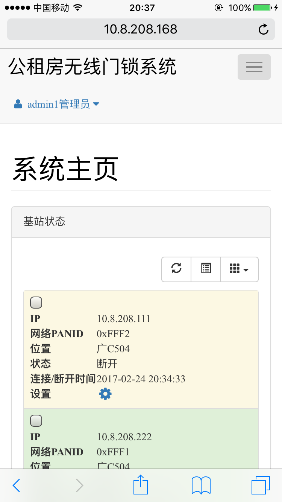 中国移动 20:37 100%
10.8.208.168
公租房无线门锁系统
admin1管理员
系统主页
基站状态
IP 10.8.208.111
网络PANID 0xFFF2
位置 广C504
状态 断开
连接/断开时间 2017-02-24 20:34:33
设置
IP 10.8.208.222
网络PANID 0xFFF1
位置 广C504